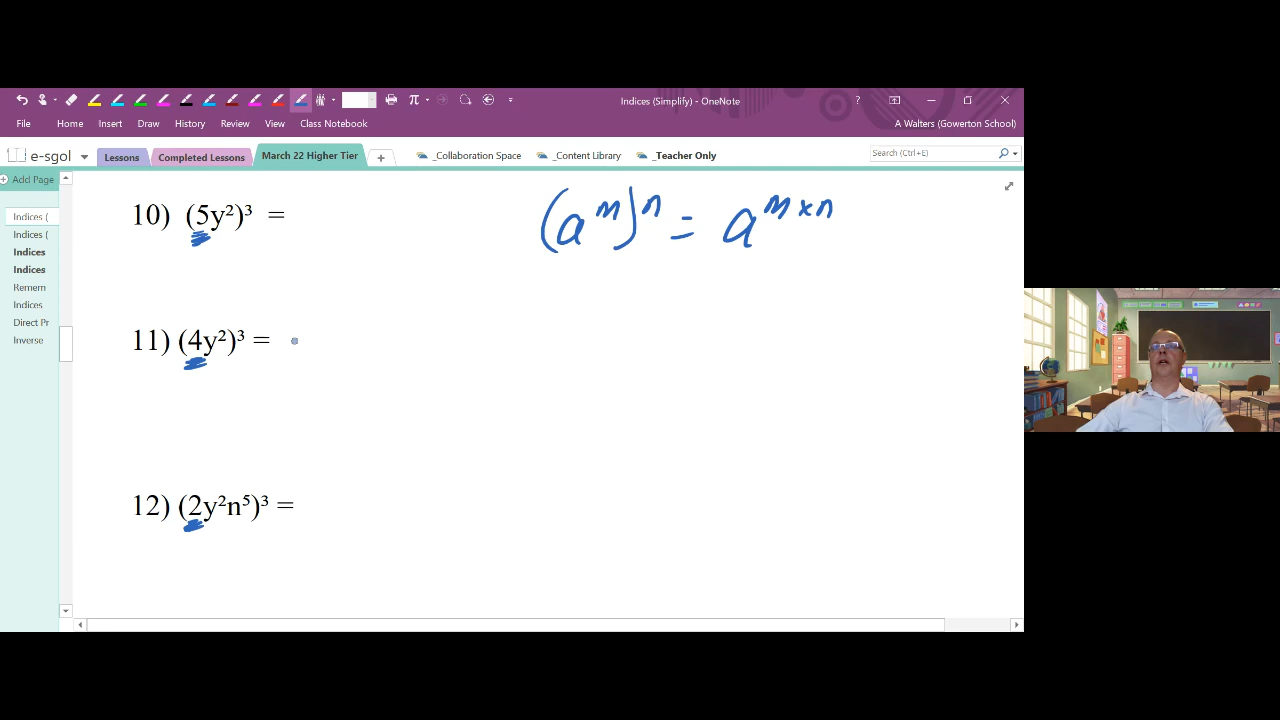 Indices (Simplify) - OneNote
?
File Home Insert Draw History Review View Class Notebook
A Walters (Gowerton School)
e-sgol Lessons Completed Lessons March 22 Higher Tier + _Collaboration Space _Content Library _Teacher Only Search (Ctrl+E)
+ Add Page
Indices (
Indices (
Indices
Indices
Remem
Indices
Direct Pr
Inverse
10) (5y²)³ =
(a^m)^n = a^{m×n}
11) (4y²)³ =
12) (2y²n⁵)³ =